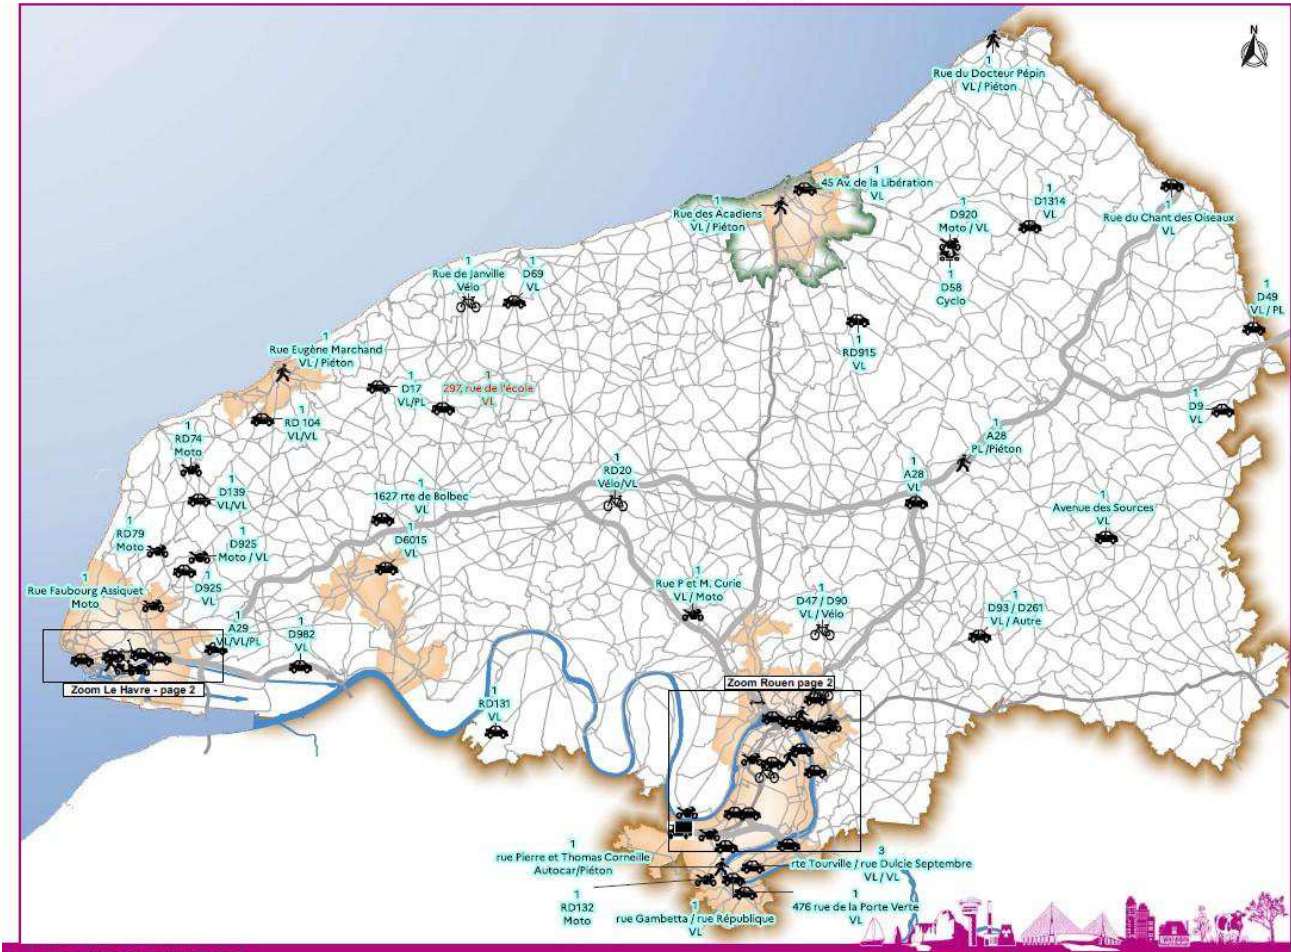 N
1
Rue du Docteur Pépin
VL / Piéton
1
45 Av. de la Libération
VL
1
Rue des Acadiens
VL / Piéton
1
D920
Moto / VL
1
D1314
VL
Rue du Chant des Oiseaux
1
VL
1
D58
Cyclo
1
Rue de Janville
Vélo
1
D69
VL
1
D49
VL / PL
1
RD915
VL
1
Rue Eugène Marchand
VL / Piéton
1
D17
VL/PL
1
297, rue de l'école
VL
1
RD 104
VL/VL
1
D9
VL
1
RD74
Moto
1
A28
PL /Piéton
1
RD20
Vélo/VL
1
A28
VL
1
D139
VL/VL
1
1627 rte de Bolbec
VL
1
Avenue des Sources
VL
1
RD79
Moto
1
D925
Moto / VL
1
D6015
VL
1
D925
VL
1
Rue Faubourg Assiquet
Moto
1
Rue P et M. Curie
VL / Moto
1
D47 / D90
VL / Vélo
1
D93 / D261
VL / Autre
1
A29
VL/VL/PL
1
D982
VL
Zoom Le Havre - page 2
Zoom Rouen page 2
1
RD131
VL
1
rue Pierre et Thomas Corneille
Autocar/Piéton
3
rte Tourville / rue Dulcie Septembre
VL / VL
1
RD132
Moto
1
rue Gambetta / rue République
VL
1
476 rue de la Porte Verte
VL